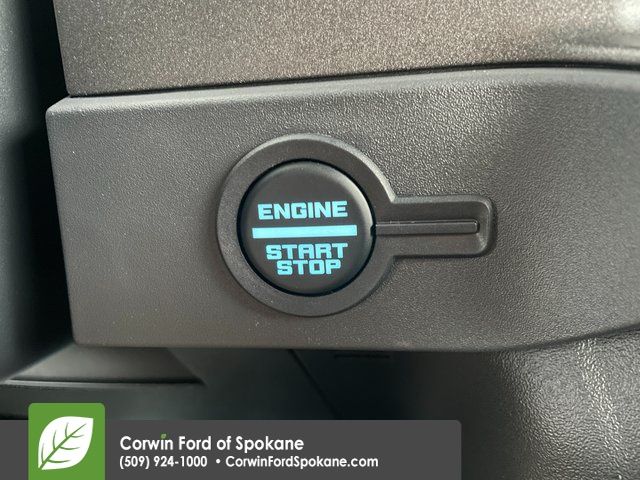 ENGINE
START
STOP
Corwin Ford of Spokane
(509) 924-1000 • CorwinFordSpokane.com